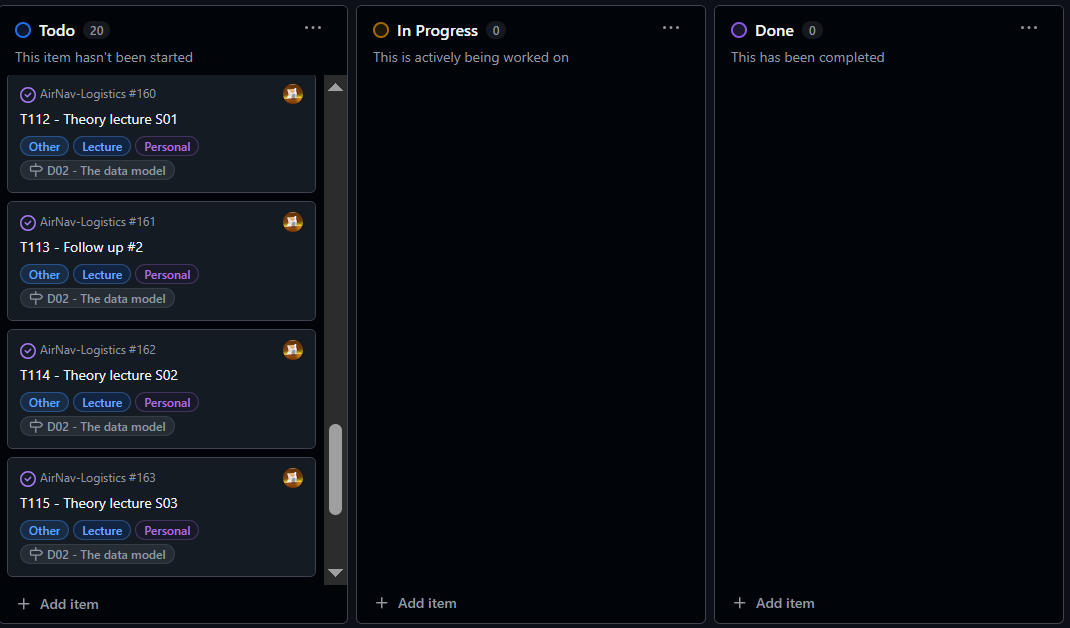 Todo 20
This item hasn't been started
AirNav-Logistics #160
T112 - Theory lecture S01
Other Lecture Personal
D02 - The data model
AirNav-Logistics #161
T113 - Follow up #2
Other Lecture Personal
D02 - The data model
AirNav-Logistics #162
T114 - Theory lecture S02
Other Lecture Personal
D02 - The data model
AirNav-Logistics #163
T115 - Theory lecture S03
Other Lecture Personal
D02 - The data model
+ Add item
In Progress 0
This is actively being worked on
+ Add item
Done 0
This has been completed
+ Add item